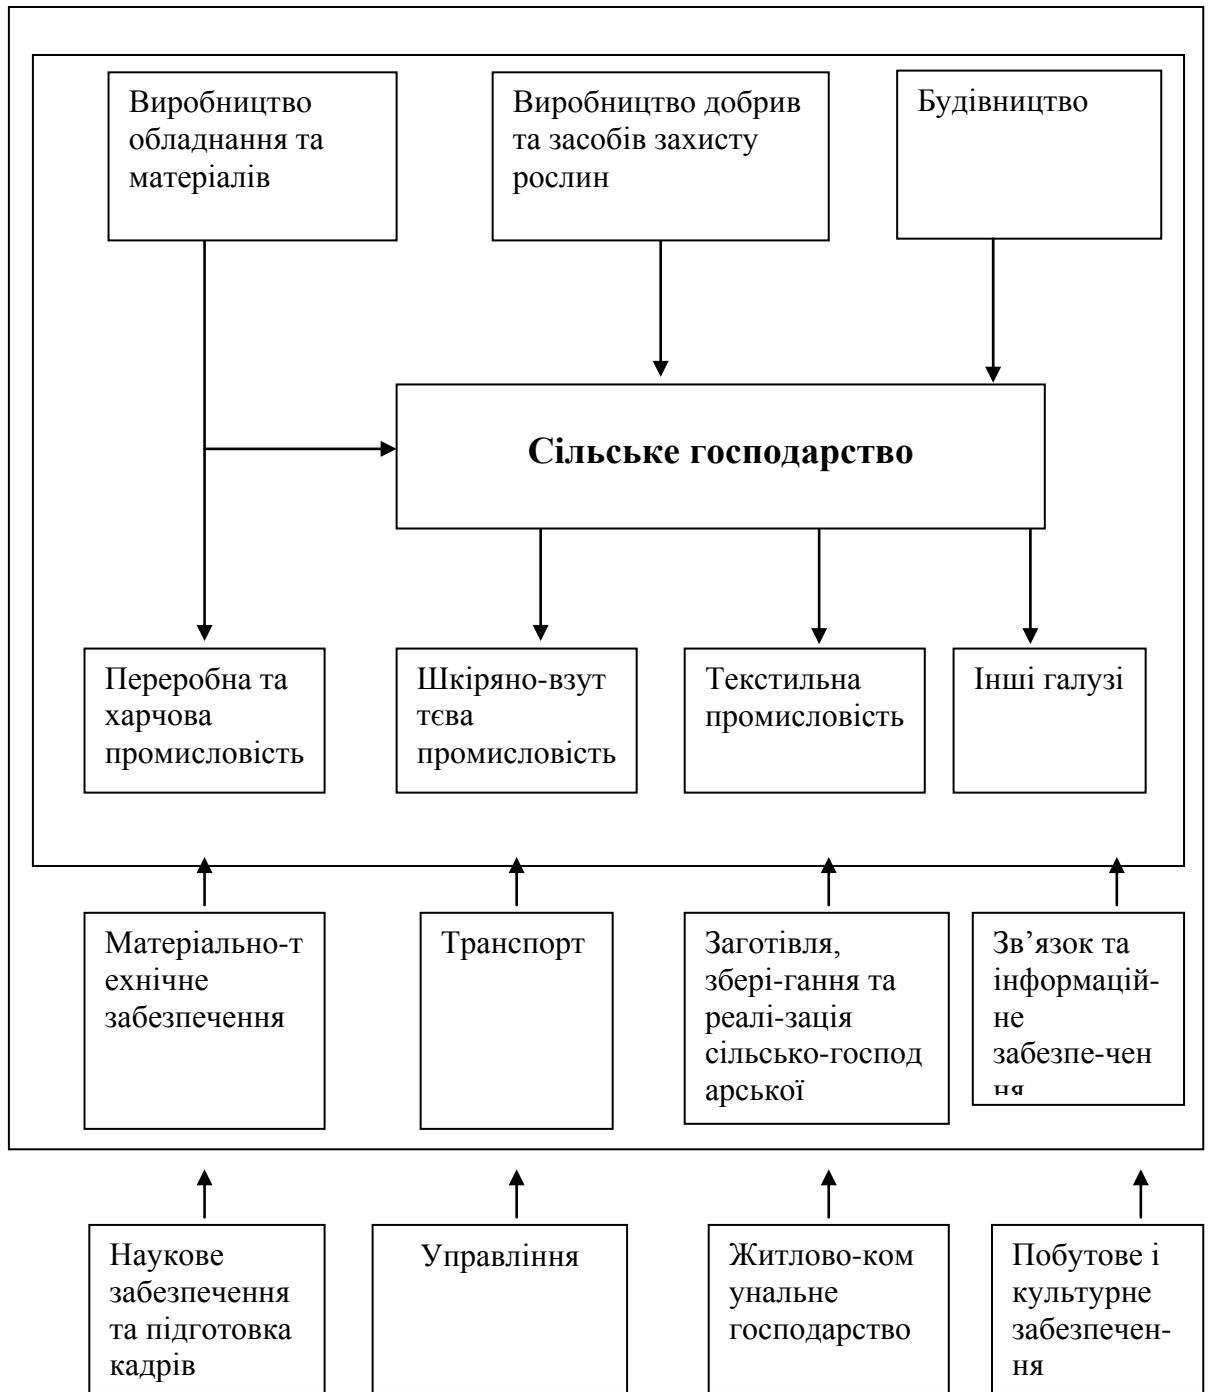 Виробництво
обладнання та
матеріалів
Виробництво добрив
та засобів захисту
рослин
Будівництво
Сільське господарство
Переробна та
харчова
промисловість
Шкіряно-взут
тєва
промисловість
Текстильна
промисловість
Інші галузі
Матеріально-т
ехнічне
забезпечення
Транспорт
Заготівля,
збері-гання та
реалі-зація
сільсько-господ
арської
Зв’язок та
інформацій-
не
забезпе-чен
ня
Наукове
забезпечення
та підготовка
кадрів
Управління
Житлово-ком
унальне
господарство
Побутове і
культурне
забезпечен-
ня